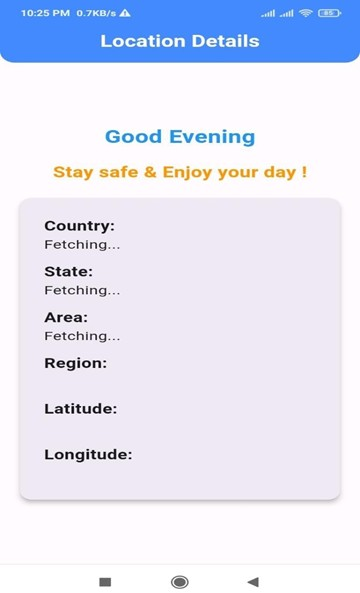 10:25 PM 0.7KB/s
85
Location Details
Good Evening
Stay safe & Enjoy your day !
Country:
Fetching...
State:
Fetching...
Area:
Fetching...
Region:
Latitude:
Longitude: